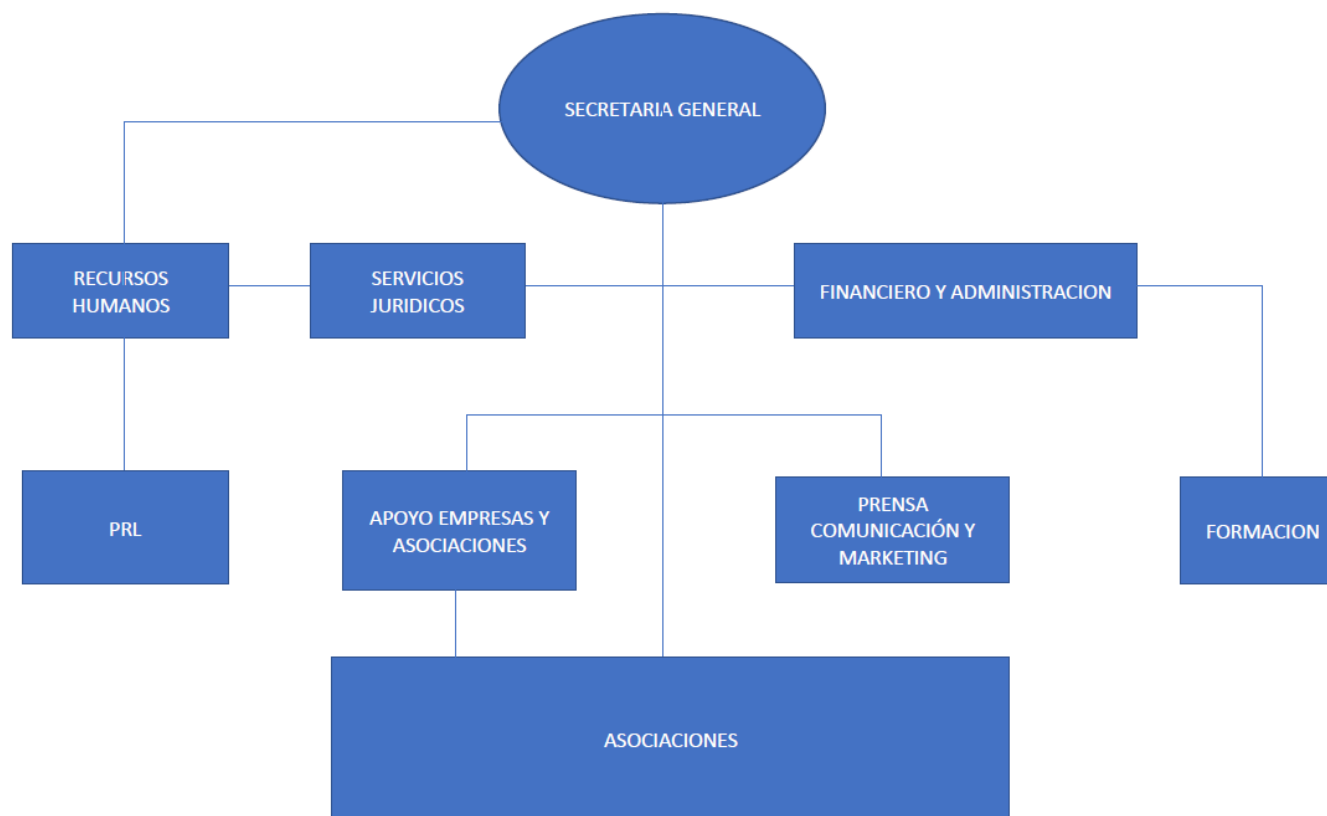 SECRETARIA GENERAL
RECURSOS
HUMANOS
SERVICIOS
JURIDICOS
FINANCIERO Y ADMINISTRACION
PRL
APOYO EMPRESAS Y
ASOCIACIONES
PRENSA
COMUNICACIÓN Y
MARKETING
FORMACION
ASOCIACIONES